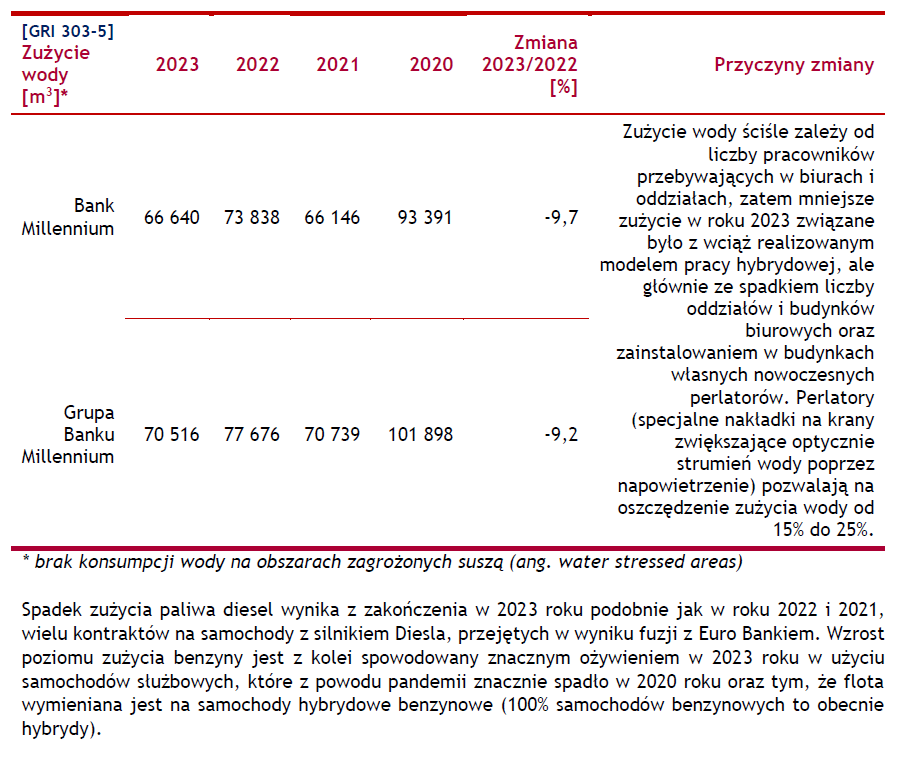 [GRI 303-5]
Zużycie
wody
[m³]*
2023
2022
2021
2020
Zmiana
2023/2022
[%]
Przyczyny zmiany
Bank
Millennium
66 640
73 838
66 146
93 391
-9,7
Grupa
Banku
Millennium
70 516
77 676
70 739
101 898
-9,2
Zużycie wody ściśle zależy od
liczby pracowników
przebywających w biurach i
oddziałach, zatem mniejsze
zużycie w roku 2023 związane
było z wciąż realizowanym
modelem pracy hybrydowej, ale
głównie ze spadkiem liczby
oddziałów i budynków
biurowych oraz
zainstalowaniem w budynkach
własnych nowoczesnych
perlatorów. Perlatory
(specjalne nakładki na krany
zwiększające optycznie
strumień wody poprzez
napowietrzenie) pozwalają na
oszczędzenie zużycia wody od
15% do 25%.
* brak konsumpcji wody na obszarach zagrożonych suszą (ang. water stressed areas)
Spadek zużycia paliwa diesel wynika z zakończenia w 2023 roku podobnie jak w roku 2022 i 2021,
wielu kontraktów na samochody z silnikiem Diesla, przejętych w wyniku fuzji z Euro Bankiem. Wzrost
poziomu zużycia benzyny jest z kolei spowodowany znacznym ożywieniem w 2023 roku w użyciu
samochodów służbowych, które z powodu pandemii znacznie spadło w 2020 roku oraz tym, że flota
wymieniana jest na samochody hybrydowe benzynowe (100% samochodów benzynowych to obecnie
hybrydy).